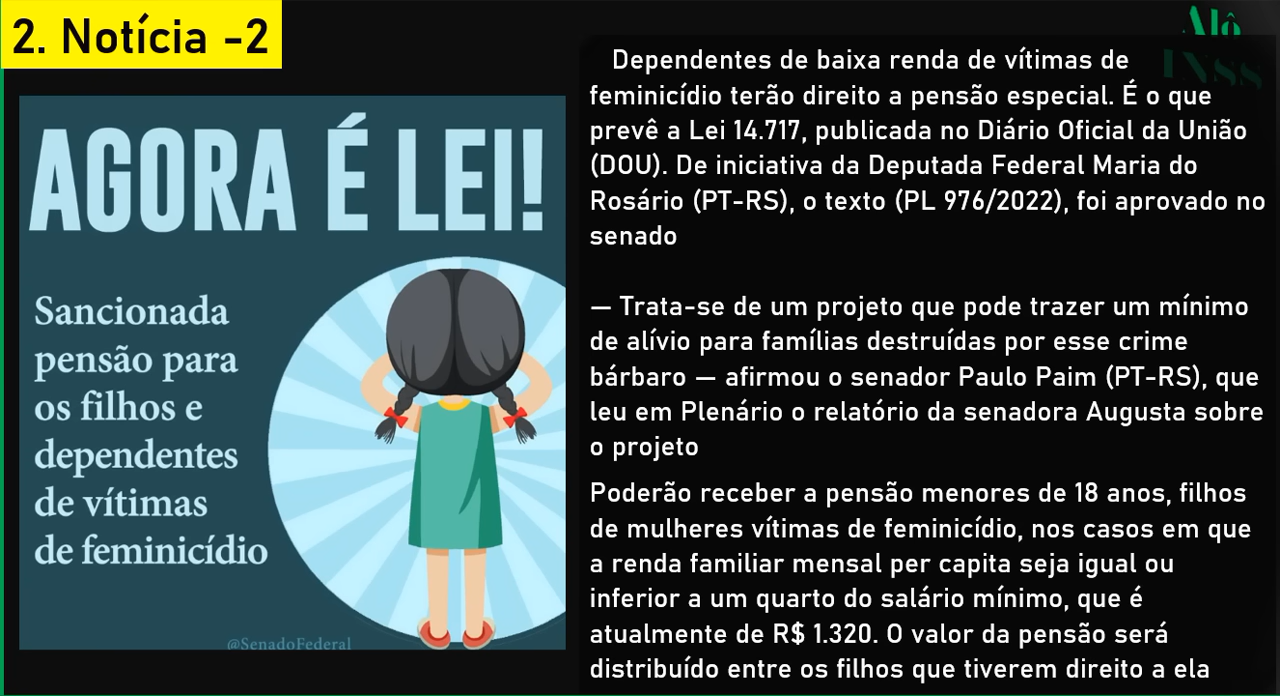 2. Notícia -2
AGORA É LEI!
Sancionada
pensão para
os filhos e
dependentes
de vítimas
de feminicídio
@SenadoFederal
Alô
INSS
Dependentes de baixa renda de vítimas de
feminicídio terão direito a pensão especial. É o que
prevê a Lei 14.717, publicada no Diário Oficial da União
(DOU). De iniciativa da Deputada Federal Maria do
Rosário (PT-RS), o texto (PL 976/2022), foi aprovado no
senado
— Trata-se de um projeto que pode trazer um mínimo
de alívio para famílias destruídas por esse crime
bárbaro — afirmou o senador Paulo Paim (PT-RS), que
leu em Plenário o relatório da senadora Augusta sobre
o projeto
Poderão receber a pensão menores de 18 anos, filhos
de mulheres vítimas de feminicídio, nos casos em que
a renda familiar mensal per capita seja igual ou
inferior a um quarto do salário mínimo, que é
atualmente de R$ 1.320. O valor da pensão será
distribuído entre os filhos que tiverem direito a ela